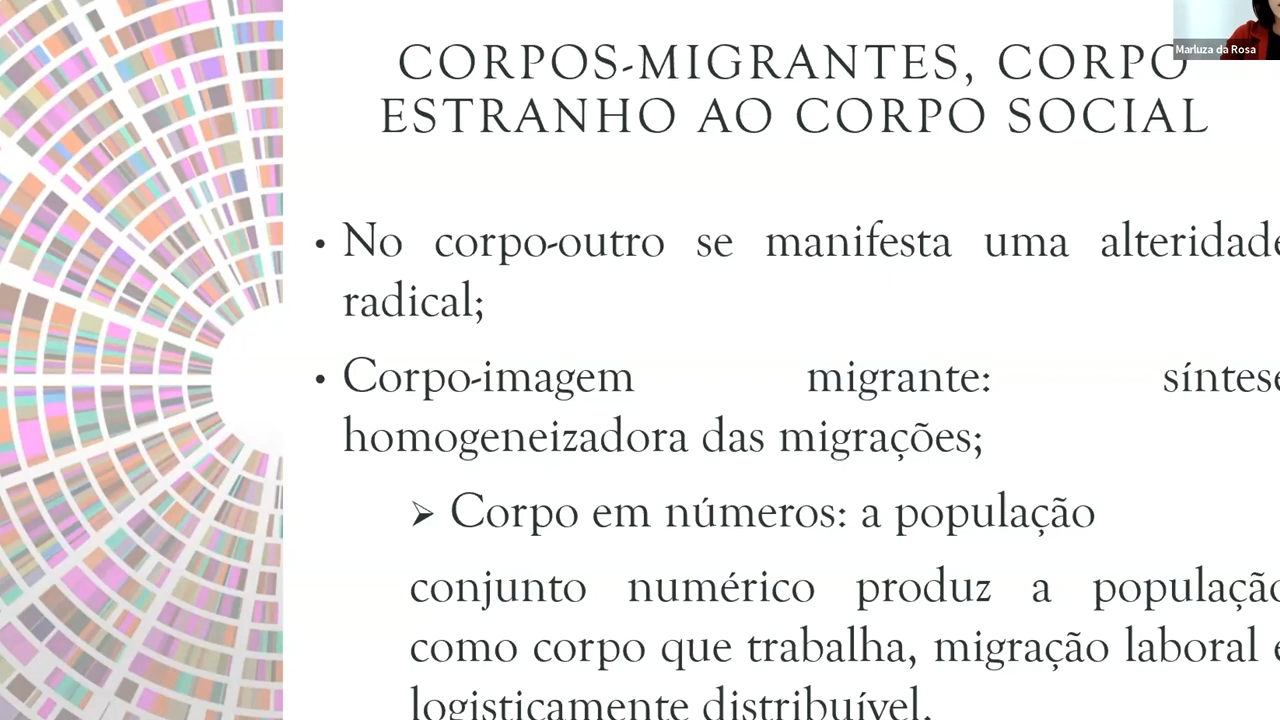 CORPOS-MIGRANTES, CORPO
ESTRANHO AO CORPO SOCIAL
Marluza da Rosa
• No corpo-outro se manifesta uma alteridade
radical;
• Corpo-imagem migrante: síntese
homogeneizadora das migrações;
➢ Corpo em números: a população
conjunto numérico produz a população
como corpo que trabalha, migração laboral e
logisticamente distribuível.